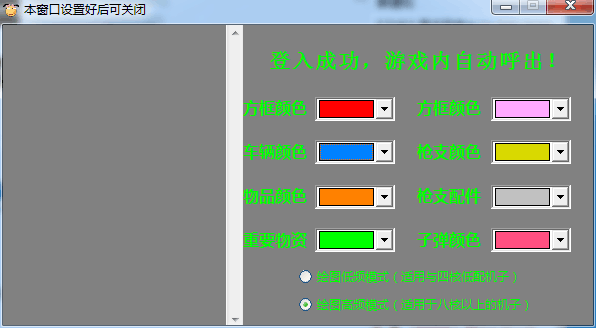 本窗口设置好后可关闭
登入成功，游戏内自动呼出！
方框颜色 方框颜色
车辆颜色 枪支颜色
物品颜色 枪支配件
重要物资 子弹颜色
绘图低频模式（适用与四核低配机子）
绘图高频模式（适用于八核以上的机子）